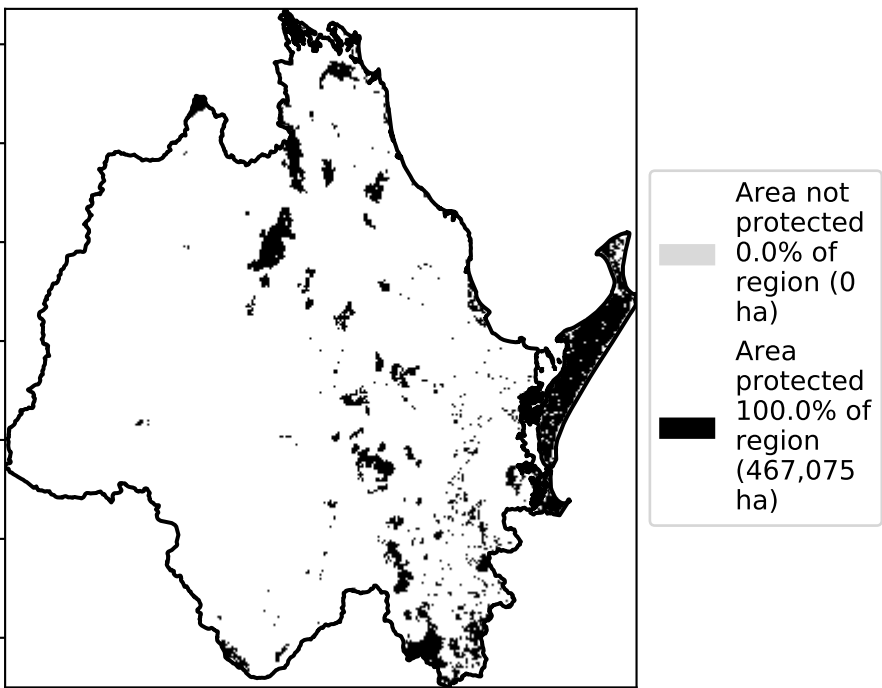 Area not
protected
0.0% of
region (0
ha)
Area
protected
100.0% of
region
(467,075
ha)